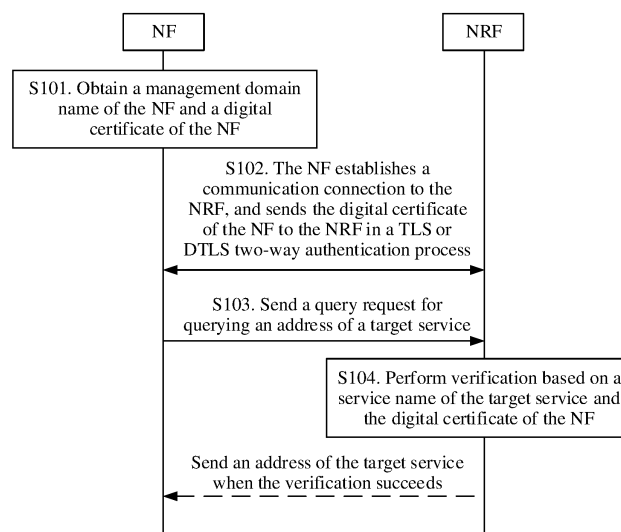 NF
NRF
S101. Obtain a management domain
name of the NF and a digital
certificate of the NF
S102. The NF establishes a
communication connection to the
NRF, and sends the digital certificate
of the NF to the NRF in a TLS or
DTLS two-way authentication process
S103. Send a query request for
querying an address of a target service
S104. Perform verification based on a
service name of the target service and
the digital certificate of the NF
Send an address of the target service
when the verification succeeds